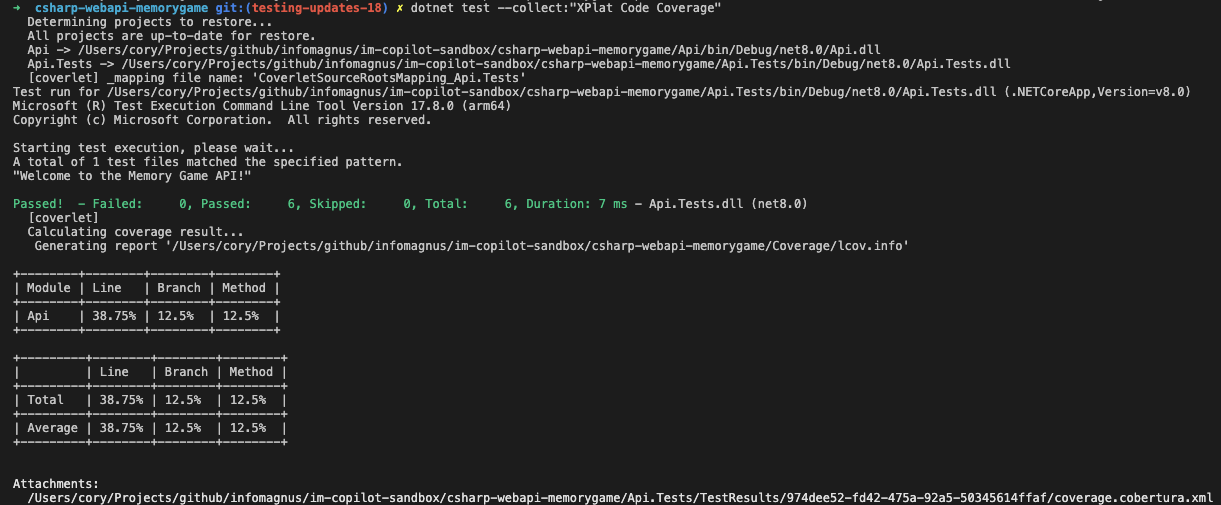 ➜  csharp-webapi-memorygame git:(testing-updates-18) ✗ dotnet test --collect:"XPlat Code Coverage"
  Determining projects to restore...
  All projects are up-to-date for restore.
  Api -> /Users/cory/Projects/github/infomagnus/im-copilot-sandbox/csharp-webapi-memorygame/Api/bin/Debug/net8.0/Api.dll
  Api.Tests -> /Users/cory/Projects/github/infomagnus/im-copilot-sandbox/csharp-webapi-memorygame/Api.Tests/bin/Debug/net8.0/Api.Tests.dll
  [coverlet] _mapping file name: 'CoverletSourceRootsMapping_Api.Tests'
Test run for /Users/cory/Projects/github/infomagnus/im-copilot-sandbox/csharp-webapi-memorygame/Api.Tests/bin/Debug/net8.0/Api.Tests.dll (.NETCoreApp,Version=v8.0)
Microsoft (R) Test Execution Command Line Tool Version 17.8.0 (arm64)
Copyright (c) Microsoft Corporation.  All rights reserved.

Starting test execution, please wait...
A total of 1 test files matched the specified pattern.
"Welcome to the Memory Game API!"

Passed!  - Failed:     0, Passed:     6, Skipped:     0, Total:     6, Duration: 7 ms - Api.Tests.dll (net8.0)
  [coverlet]
  Calculating coverage result...
   Generating report '/Users/cory/Projects/github/infomagnus/im-copilot-sandbox/csharp-webapi-memorygame/Coverage/lcov.info'

+--------+--------+--------+--------+
| Module | Line   | Branch | Method |
+--------+--------+--------+--------+
| Api    | 38.75% | 12.5%  | 12.5%  |
+--------+--------+--------+--------+

+---------+--------+--------+--------+
|         | Line   | Branch | Method |
+---------+--------+--------+--------+
| Total   | 38.75% | 12.5%  | 12.5%  |
+---------+--------+--------+--------+
| Average | 38.75% | 12.5%  | 12.5%  |
+---------+--------+--------+--------+

Attachments:
  /Users/cory/Projects/github/infomagnus/im-copilot-sandbox/csharp-webapi-memorygame/Api.Tests/TestResults/974dee52-fd42-475a-92a5-50345614ffaf/coverage.cobertura.xml